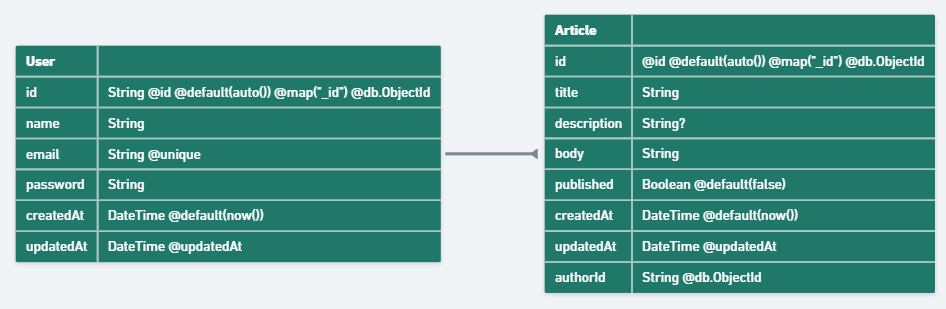 User
id String @id @default(auto()) @map("_id") @db.ObjectId
name String
email String @unique
password String
createdAt DateTime @default(now())
updatedAt DateTime @updatedAt
Article
id @id @default(auto()) @map("_id") @db.ObjectId
title String
description String?
body String
published Boolean @default(false)
createdAt DateTime @default(now())
updatedAt DateTime @updatedAt
authorId String @db.ObjectId